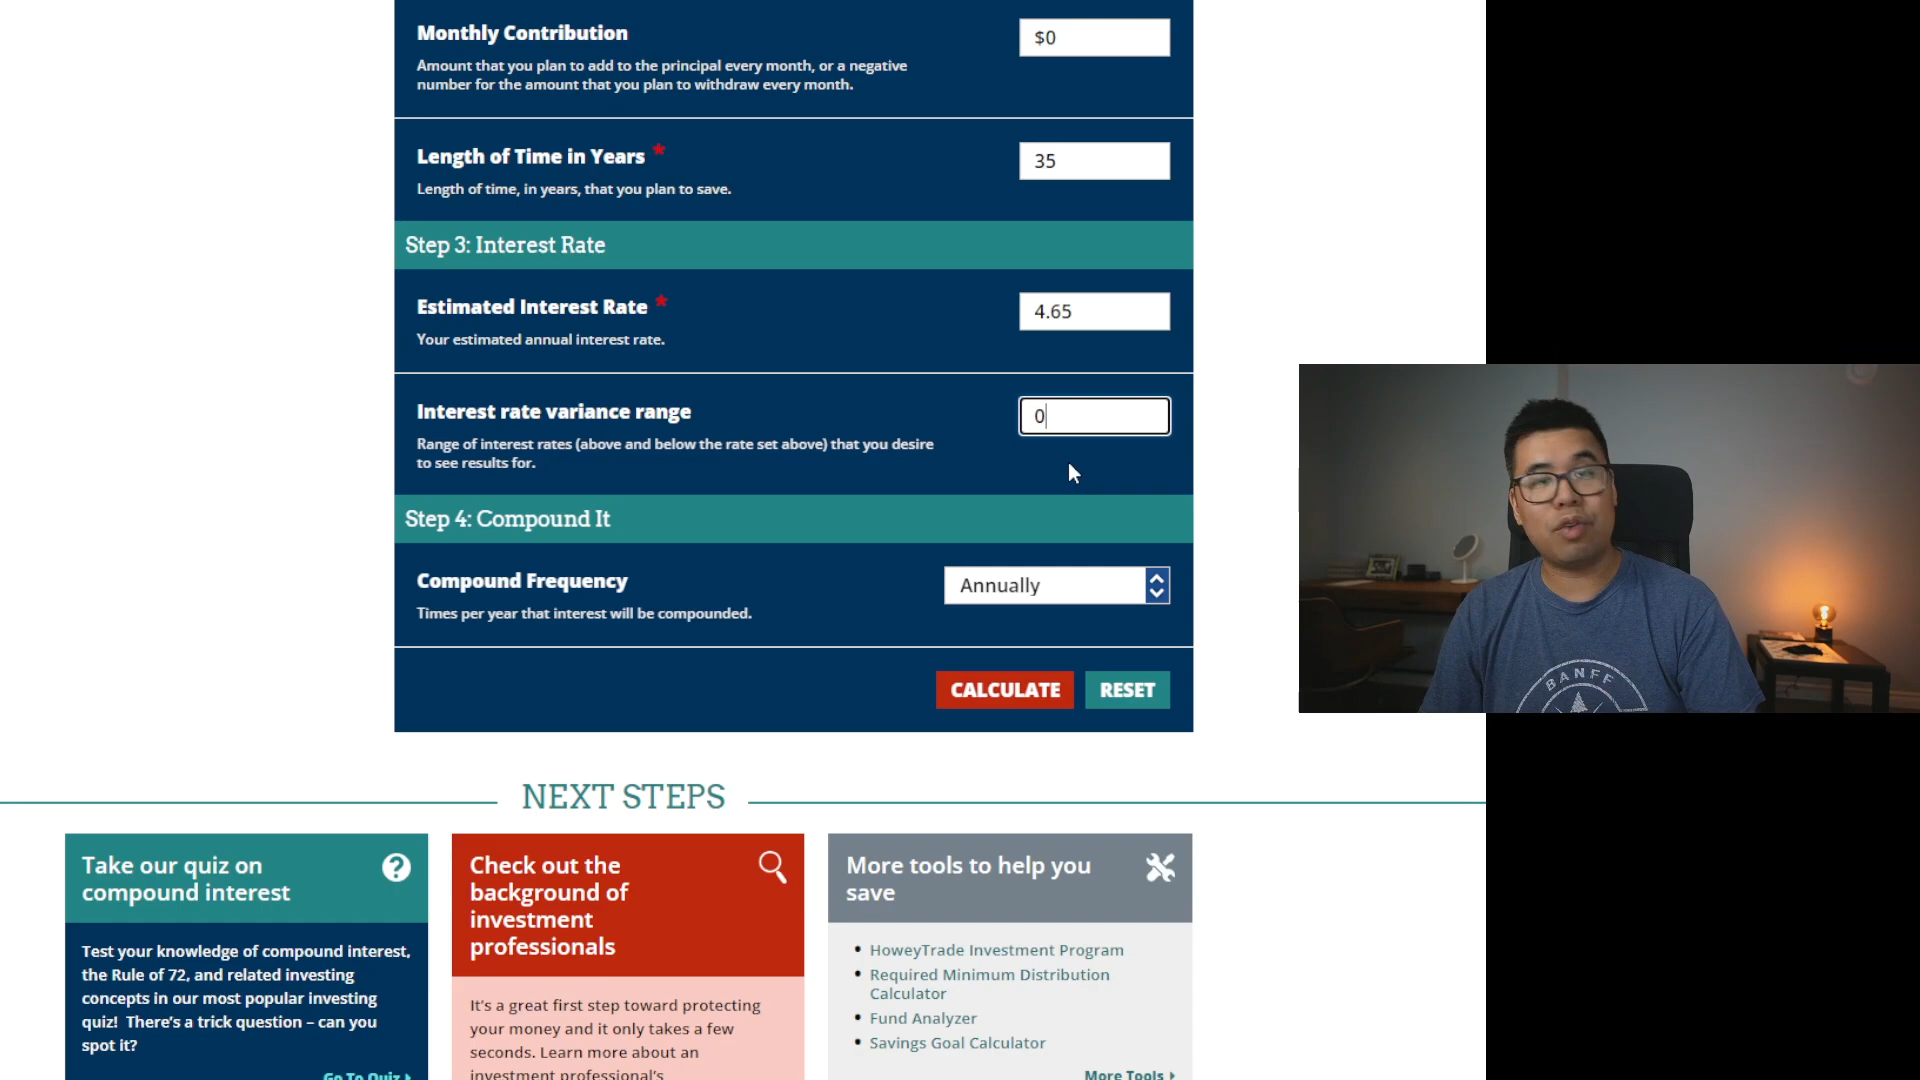 Monthly Contribution
$0
Amount that you plan to add to the principal every month, or a negative
number for the amount that you plan to withdraw every month.
Length of Time in Years *
35
Length of time, in years, that you plan to save.
Step 3: Interest Rate
Estimated Interest Rate *
4.65
Your estimated annual interest rate.
Interest rate variance range
0
Range of interest rates (above and below the rate set above) that you desire
to see results for.
Step 4: Compound It
Compound Frequency
Annually
Times per year that interest will be compounded.
CALCULATE
RESET
BANFF
NEXT STEPS
Take our quiz on
compound interest
?
Test your knowledge of compound interest,
the Rule of 72, and related investing
concepts in our most popular investing
quiz! There's a trick question – can you
spot it?
Go To Quiz
Check out the
background of
investment
professionals
It's a great first step toward protecting
your money and it only takes a few
seconds. Learn more about an
investment professional's
More tools to help you
save
• HoweyTrade Investment Program
• Required Minimum Distribution
Calculator
• Fund Analyzer
• Savings Goal Calculator
More Tools